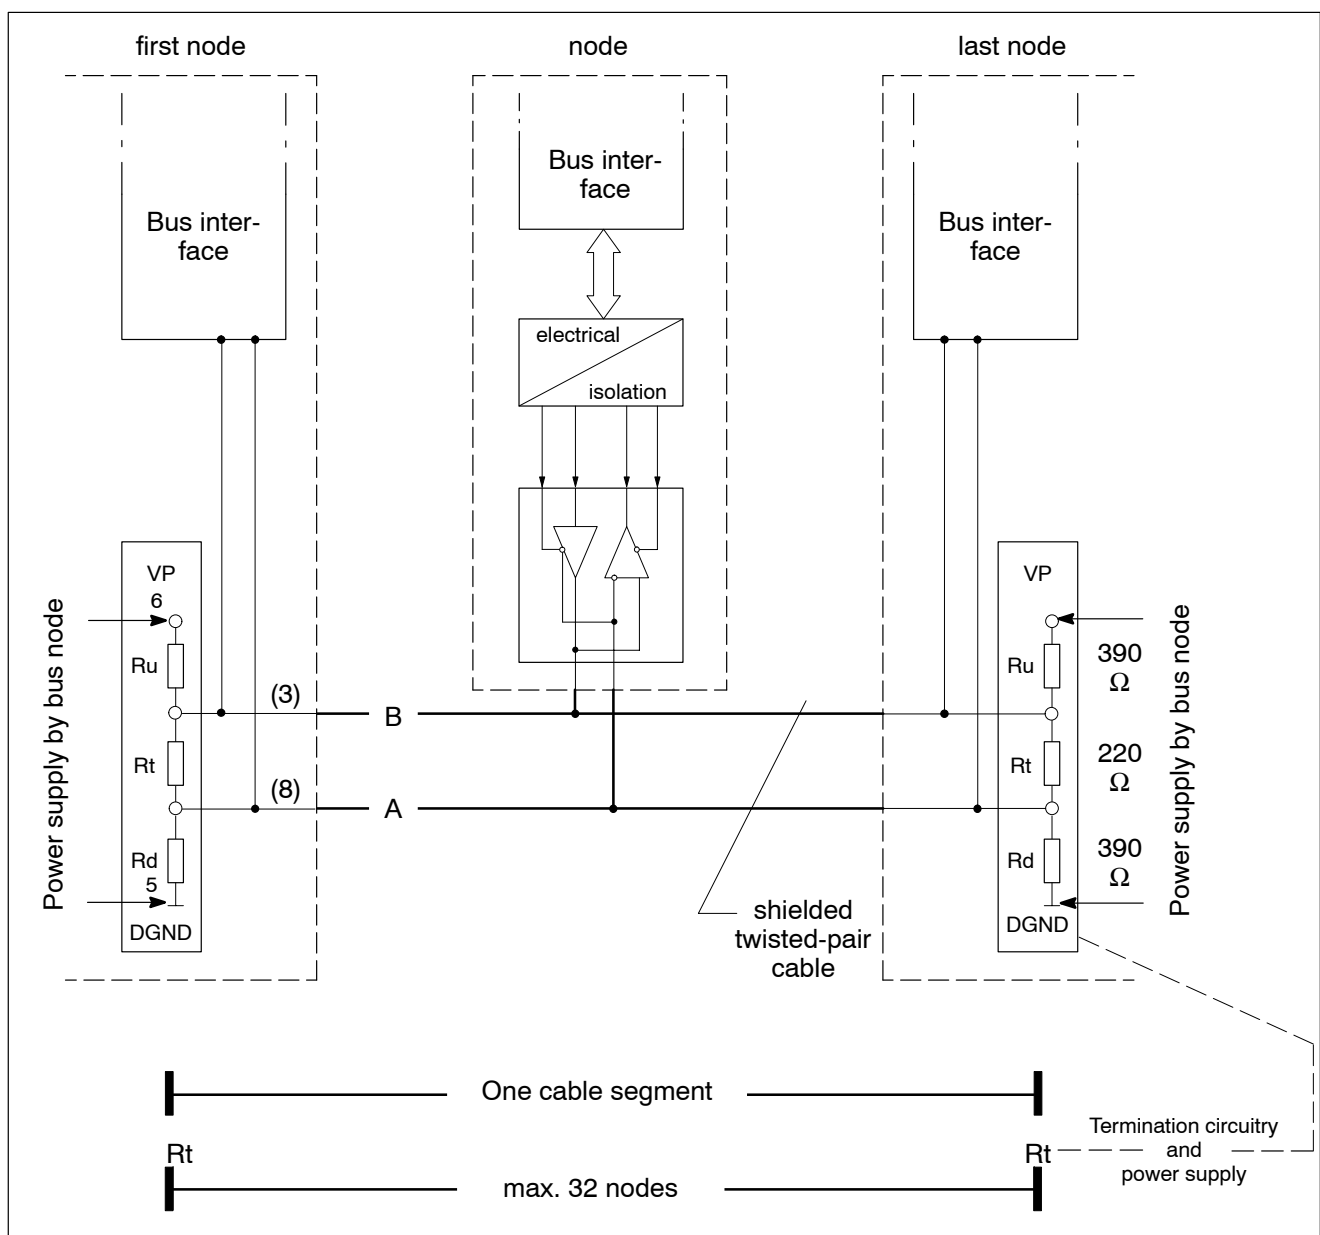 first node
node
last node
Bus inter-
face
Bus inter-
face
Bus inter-
face
electrical
isolation
Power supply by bus node
VP
6
Ru
Rt
Rd
5
DGND
(3)
(8)
B
A
shielded
twisted-pair
cable
VP
Ru
Rt
Rd
DGND
390
Ω
220
Ω
390
Ω
Power supply by bus node
One cable segment
Rt
Rt
max. 32 nodes
Termination circuitry
and
power supply